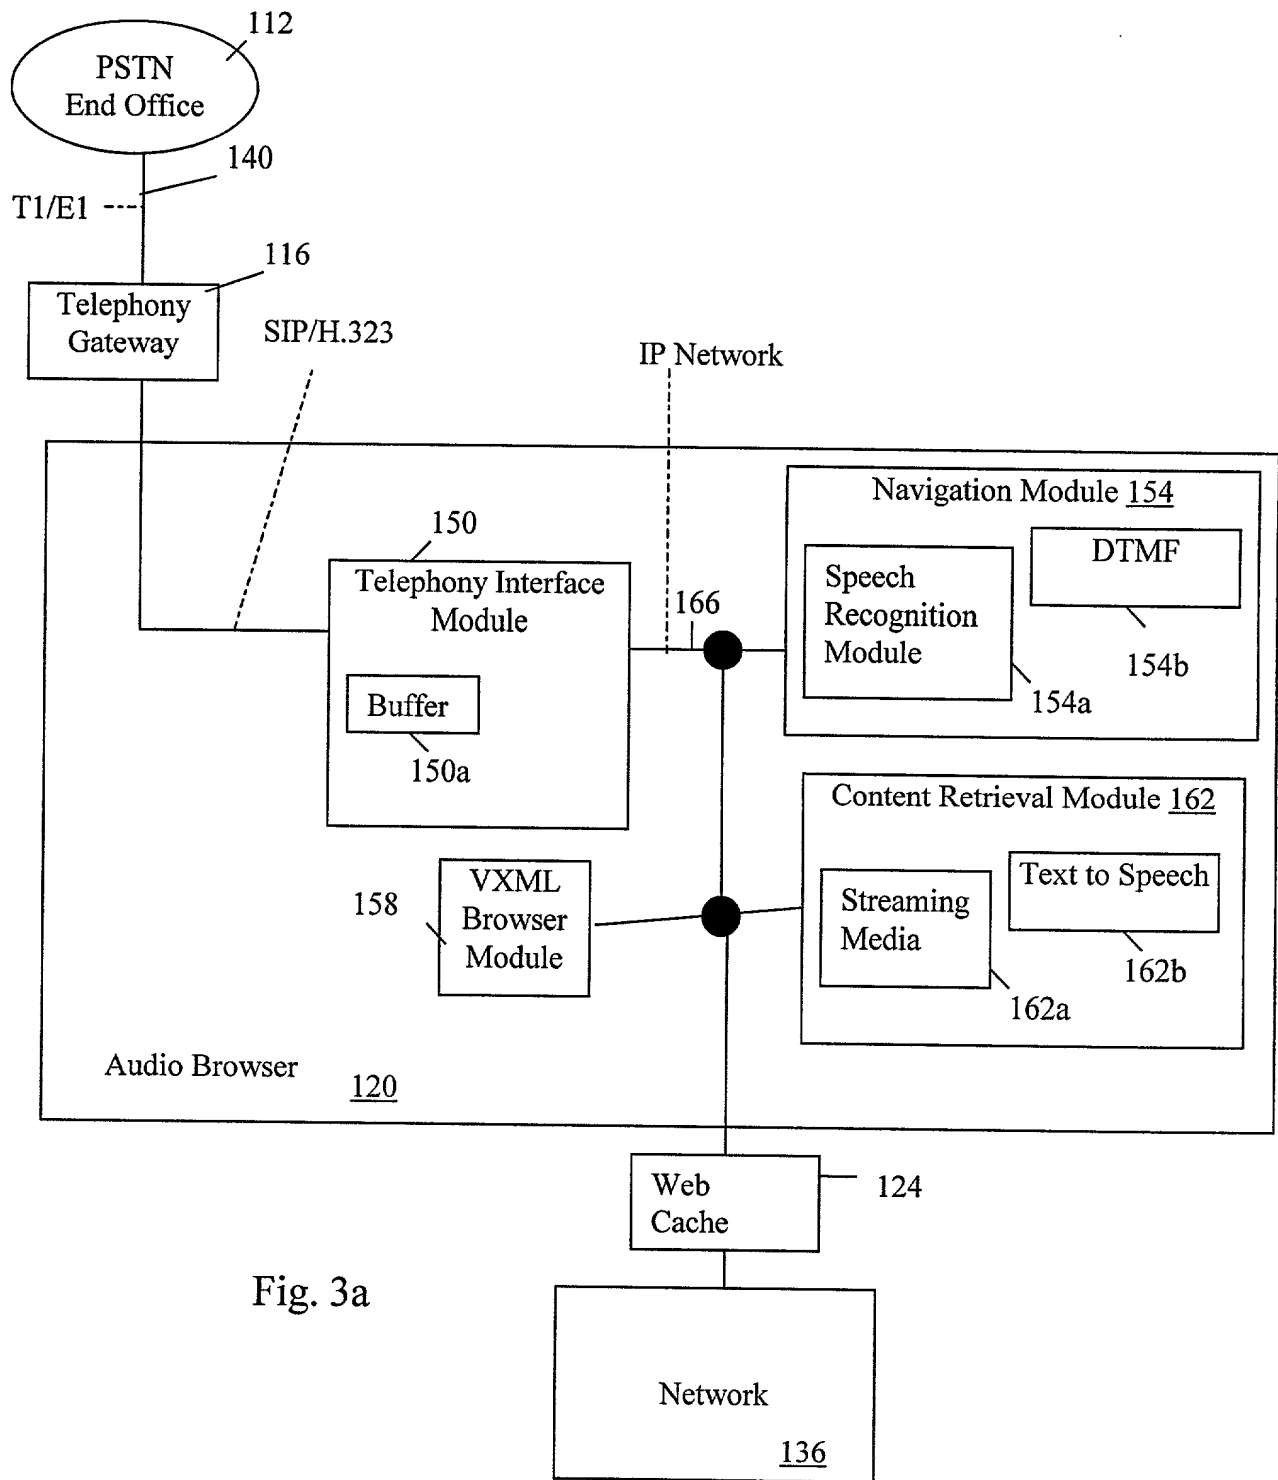 112
PSTN
End Office
140
T1/E1
116
Telephony
Gateway
SIP/H.323
IP Network
Navigation Module 154
150
DTMF
Telephony Interface
Module
166
Speech
Recognition
Module
154b
154a
Buffer
150a
Content Retrieval Module 162
VXML
Browser
Module
158
Streaming
Media
Text to Speech
162b
162a
Audio Browser
120
Web
Cache
124
Fig. 3a
Network
136